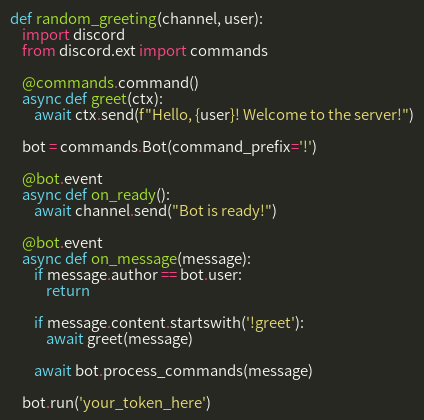 def random_greeting(channel, user):
    import discord
    from discord.ext import commands

    @commands.command()
    async def greet(ctx):
        await ctx.send(f"Hello, {user}! Welcome to the server!")

    bot = commands.Bot(command_prefix='!')

    @bot.event
    async def on_ready():
        await channel.send("Bot is ready!")

    @bot.event
    async def on_message(message):
        if message.author == bot.user:
            return

        if message.content.startswith('!greet'):
            await greet(message)

        await bot.process_commands(message)

    bot.run('your_token_here')